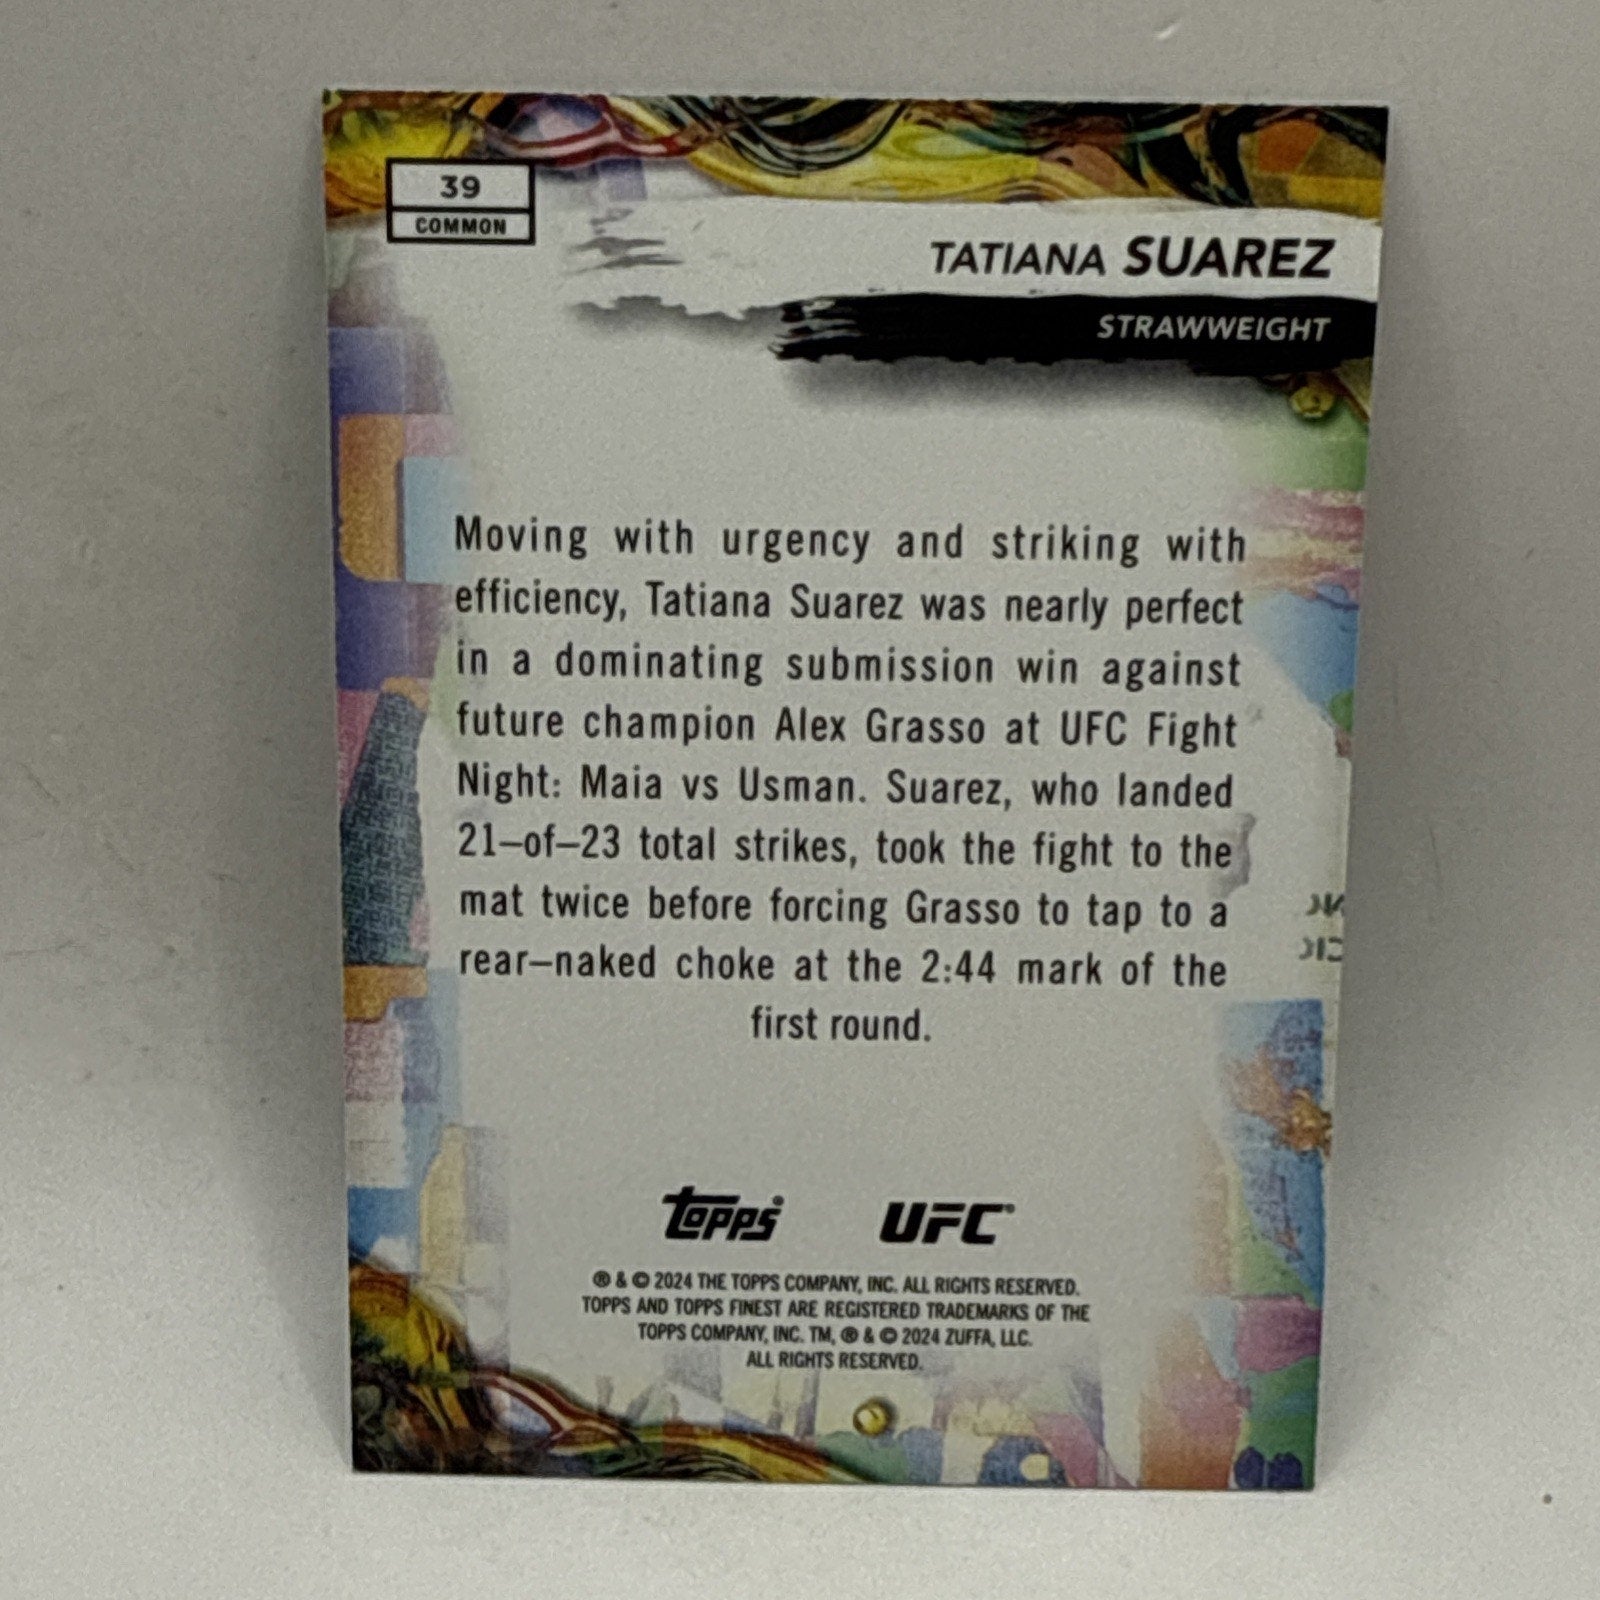 39
COMMON
TATIANA SUAREZ
STRAWWEIGHT
Moving with urgency and striking with
efficiency, Tatiana Suarez was nearly perfect
in a dominating submission win against
future champion Alex Grasso at UFC Fight
Night: Maia vs Usman. Suarez, who landed
21–of–23 total strikes, took the fight to the
mat twice before forcing Grasso to tap to a
rear–naked choke at the 2:44 mark of the
first round.
topps® UFC®
® & © 2024 THE TOPPS COMPANY, INC. ALL RIGHTS RESERVED.
TOPPS AND TOPPS FINEST ARE REGISTERED TRADEMARKS OF THE
TOPPS COMPANY, INC. TM, ® & © 2024 ZUFFA, LLC.
ALL RIGHTS RESERVED.